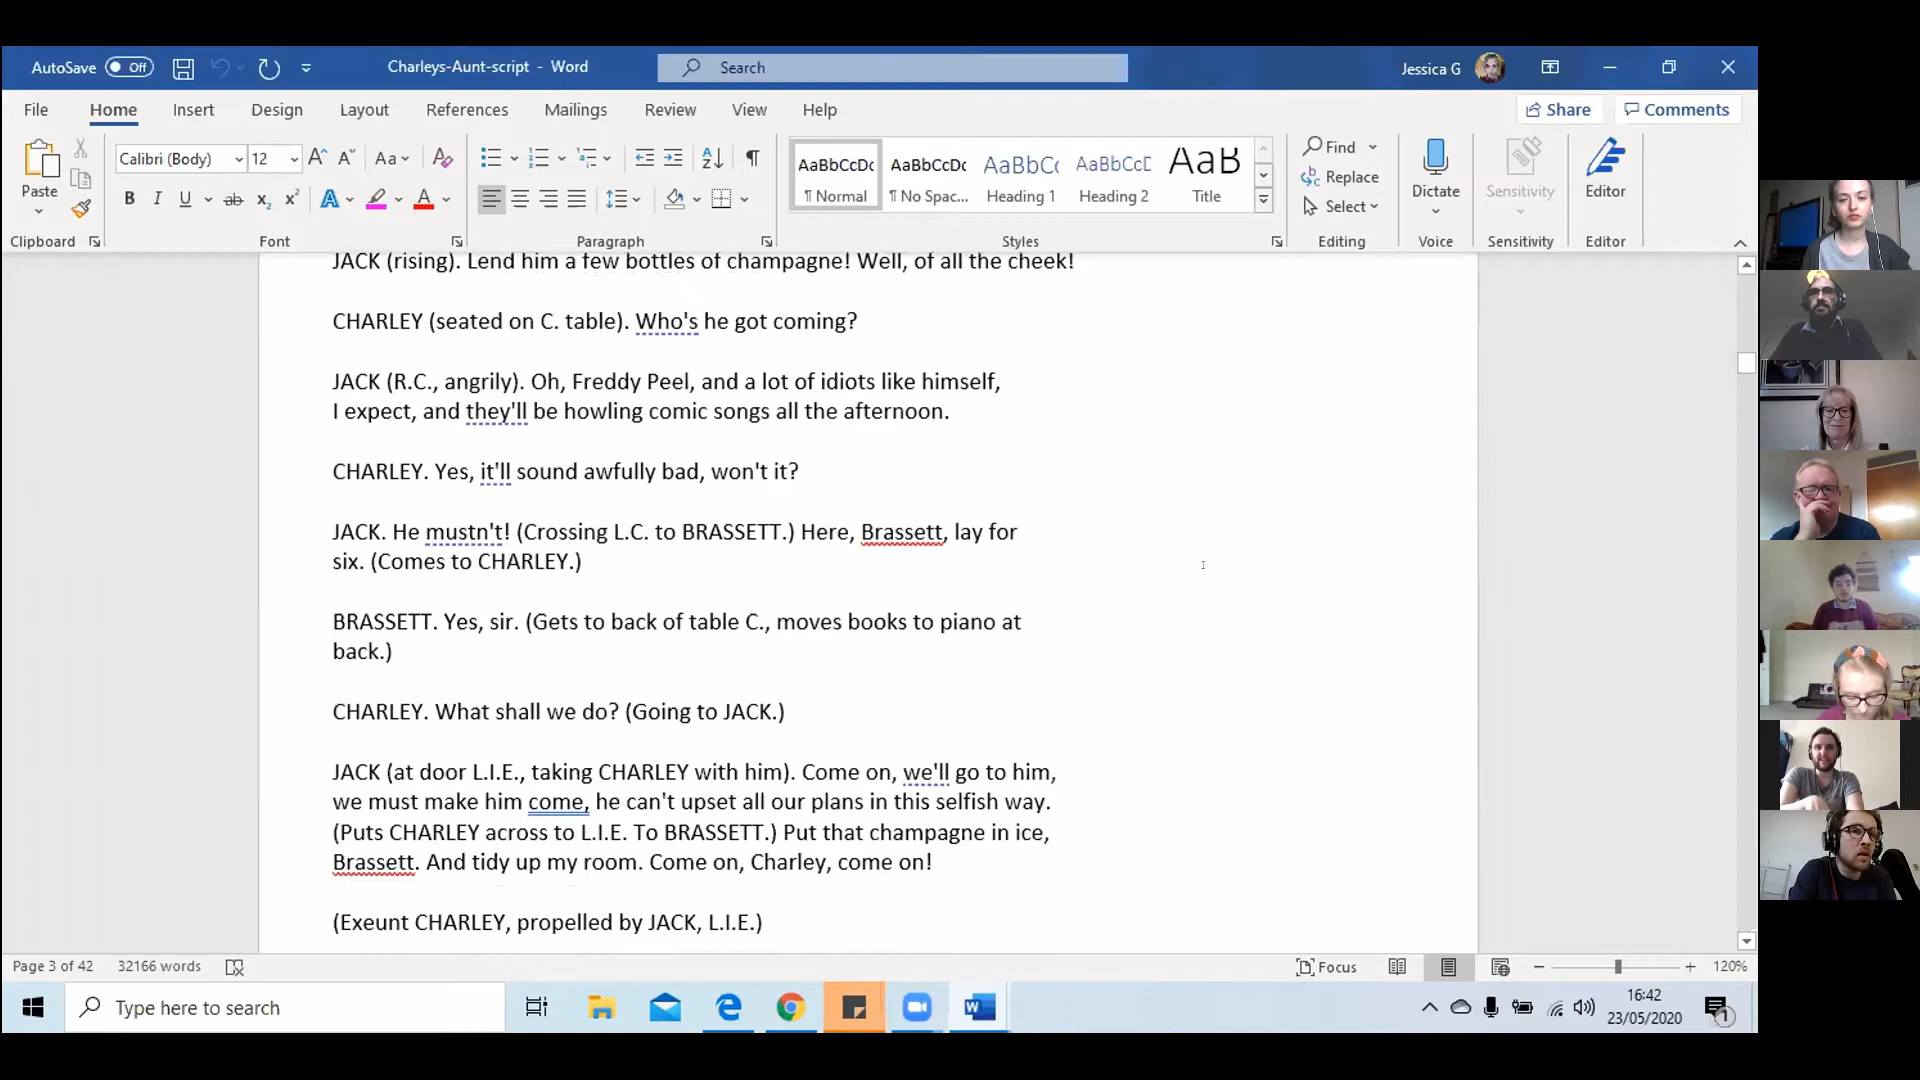 AutoSave Off Charleys-Aunt-script - Word Search Jessica G
File Home Insert Design Layout References Mailings Review View Help Share Comments
Paste Calibri (Body) 12 Aa AaBbCcDc AaBbCcDc AaBbC AaBbCcD AaB Find Replace Select Dictate Sensitivity Editor
¶ Normal ¶ No Spac... Heading 1 Heading 2 Title
Clipboard Font Paragraph Styles Editing Voice Sensitivity Editor
JACK (rising). Lend him a few bottles of champagne! Well, of all the cheek!
CHARLEY (seated on C. table). Who's he got coming?
JACK (R.C., angrily). Oh, Freddy Peel, and a lot of idiots like himself,
I expect, and they'll be howling comic songs all the afternoon.
CHARLEY. Yes, it'll sound awfully bad, won't it?
JACK. He mustn't! (Crossing L.C. to BRASSETT.) Here, Brassett, lay for
six. (Comes to CHARLEY.)
BRASSETT. Yes, sir. (Gets to back of table C., moves books to piano at
back.)
CHARLEY. What shall we do? (Going to JACK.)
JACK (at door L.I.E., taking CHARLEY with him). Come on, we'll go to him,
we must make him come, he can't upset all our plans in this selfish way.
(Puts CHARLEY across to L.I.E. To BRASSETT.) Put that champagne in ice,
Brassett. And tidy up my room. Come on, Charley, come on!
(Exeunt CHARLEY, propelled by JACK, L.I.E.)
Page 3 of 42 32166 words Focus 120%
Type here to search 16:42
23/05/2020